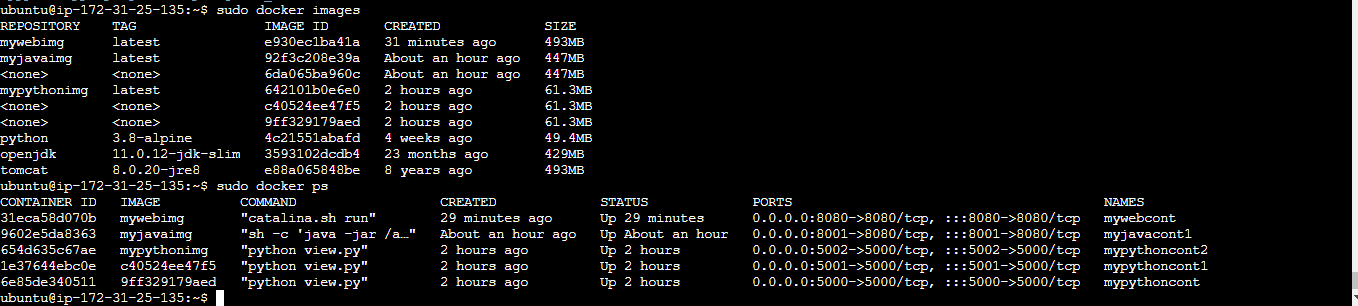 ubuntu@ip-172-31-25-135:~$ sudo docker images
REPOSITORY   TAG                IMAGE ID       CREATED             SIZE
mywebimg     latest             e930ec1ba41a   31 minutes ago      493MB
myjavaimg    latest             92f3c208e39a   About an hour ago   447MB
<none>       <none>             6da065ba960c   About an hour ago   447MB
mypythonimg  latest             642101b0e6e0   2 hours ago         61.3MB
<none>       <none>             c40524ee47f5   2 hours ago         61.3MB
<none>       <none>             9ff329179aed   2 hours ago         61.3MB
python       3.8-alpine         4c21551abafd   4 weeks ago         49.4MB
openjdk      11.0.12-jdk-slim   3593102dcdb4   23 months ago       429MB
tomcat       8.0.20-jre8        e88a065848be   8 years ago         493MB
ubuntu@ip-172-31-25-135:~$ sudo docker ps
CONTAINER ID   IMAGE          COMMAND                  CREATED             STATUS             PORTS                                       NAMES
31eca58d070b   mywebimg       "catalina.sh run"        29 minutes ago      Up 29 minutes      0.0.0.0:8080->8080/tcp, :::8080->8080/tcp   mywebcont
9602e5da8363   myjavaimg      "sh -c 'java -jar /a…"   About an hour ago   Up About an hour   0.0.0.0:8001->8080/tcp, :::8001->8080/tcp   myjavacont1
654d635c67ae   mypythonimg    "python view.py"         2 hours ago         Up 2 hours         0.0.0.0:5002->5000/tcp, :::5002->5000/tcp   mypythoncont2
1e37644ebc0e   c40524ee47f5   "python view.py"         2 hours ago         Up 2 hours         0.0.0.0:5001->5000/tcp, :::5001->5000/tcp   mypythoncont1
6e85de340511   9ff329179aed   "python view.py"         2 hours ago         Up 2 hours         0.0.0.0:5000->5000/tcp, :::5000->5000/tcp   mypythoncont
ubuntu@ip-172-31-25-135:~$